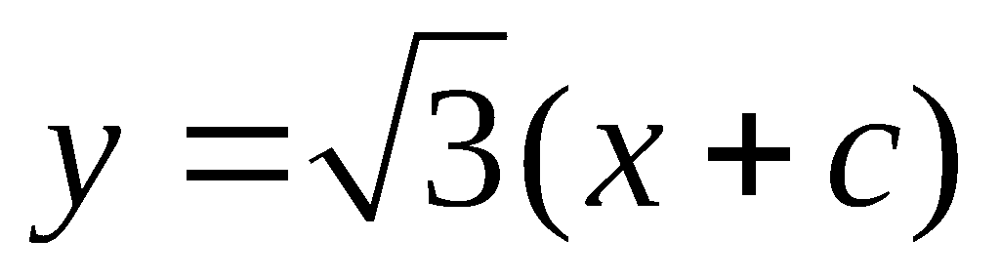 y = √3(x + c)